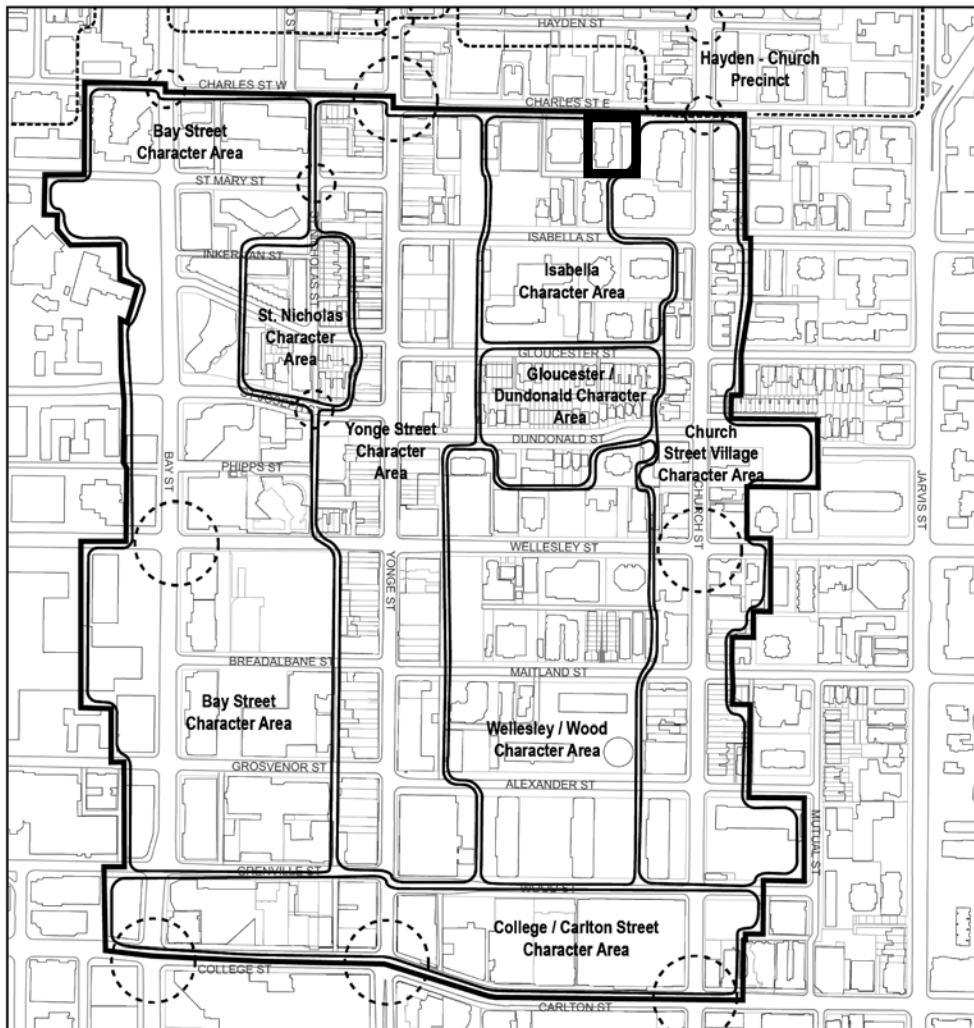 HAYDEN ST
Hayden - Church
Precinct
CHARLES ST W
CHARLES ST E
Bay Street
Character Area
ST MARY ST
ISABELLA ST
Isabella
Character Area
St. Nicholas
Character
Area
GLOUCESTER ST
Gloucester /
Dundonald Character
Area
Yonge Street
Character
Area
DUNDONALD ST
Church
Street Village
Character Area
PHIPPS ST
BAY ST
CHURCH ST
JARVIS ST
WELLESLEY ST
YONGE ST
BREADALBANE ST
MAITLAND ST
Bay Street
Character Area
Wellesley / Wood
Character Area
GROSVENOR ST
ALEXANDER ST
MUTUAL ST
GRENVILLE ST
WOOD ST
College / Carlton Street
Character Area
COLLEGE ST
CARLTON ST